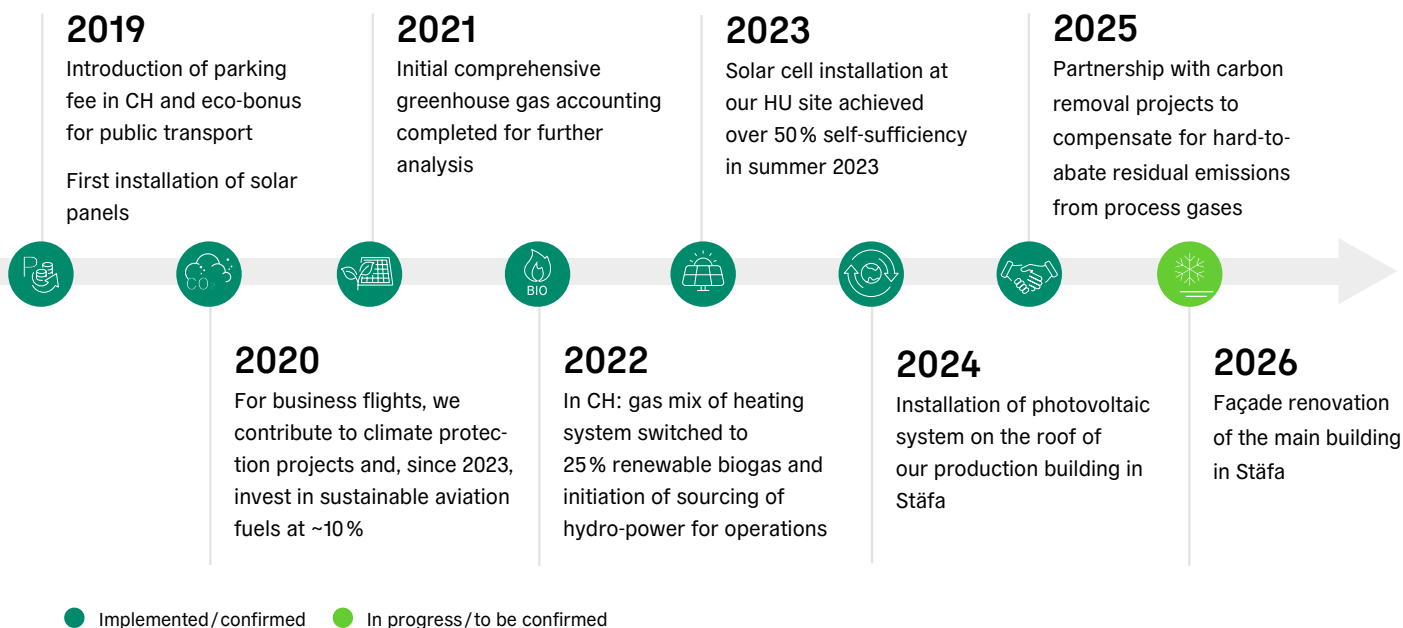 2019
Introduction of parking
fee in CH and eco-bonus
for public transport
First installation of solar
panels
2021
Initial comprehensive
greenhouse gas accounting
completed for further
analysis
2023
Solar cell installation at
our HU site achieved
over 50 % self-sufficiency
in summer 2023
2025
Partnership with carbon
removal projects to
compensate for hard-to-
abate residual emissions
from process gases
P
CO₂
BIO
2020
For business flights, we
contribute to climate protec-
tion projects and, since 2023,
invest in sustainable aviation
fuels at ~10 %
2022
In CH: gas mix of heating
system switched to
25 % renewable biogas and
initiation of sourcing of
hydro-power for operations
2024
Installation of photovoltaic
system on the roof of
our production building in
Stäfa
2026
Façade renovation
of the main building
in Stäfa
Implemented / confirmed
In progress / to be confirmed